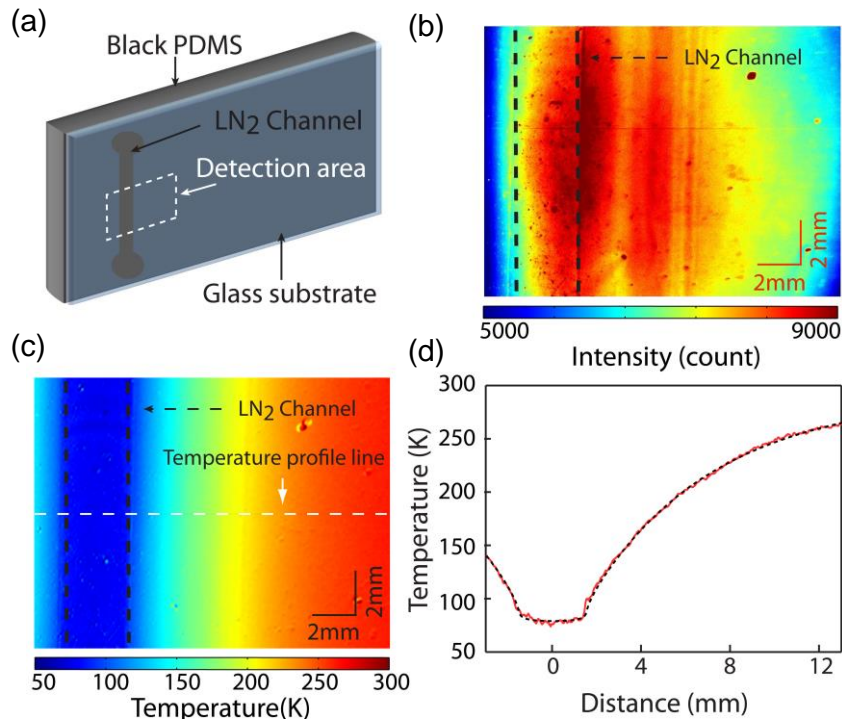 (a)
Black PDMS
LN2 Channel
Detection area
Glass substrate
(b)
LN2 Channel
2 mm
2mm
5000 9000
Intensity (count)
(c)
LN2 Channel
Temperature profile line
2mm
2mm
50 100 150 200 250 300
Temperature(K)
(d)
300
250
200
150
100
50
Temperature (K)
0 4 8 12
Distance (mm)